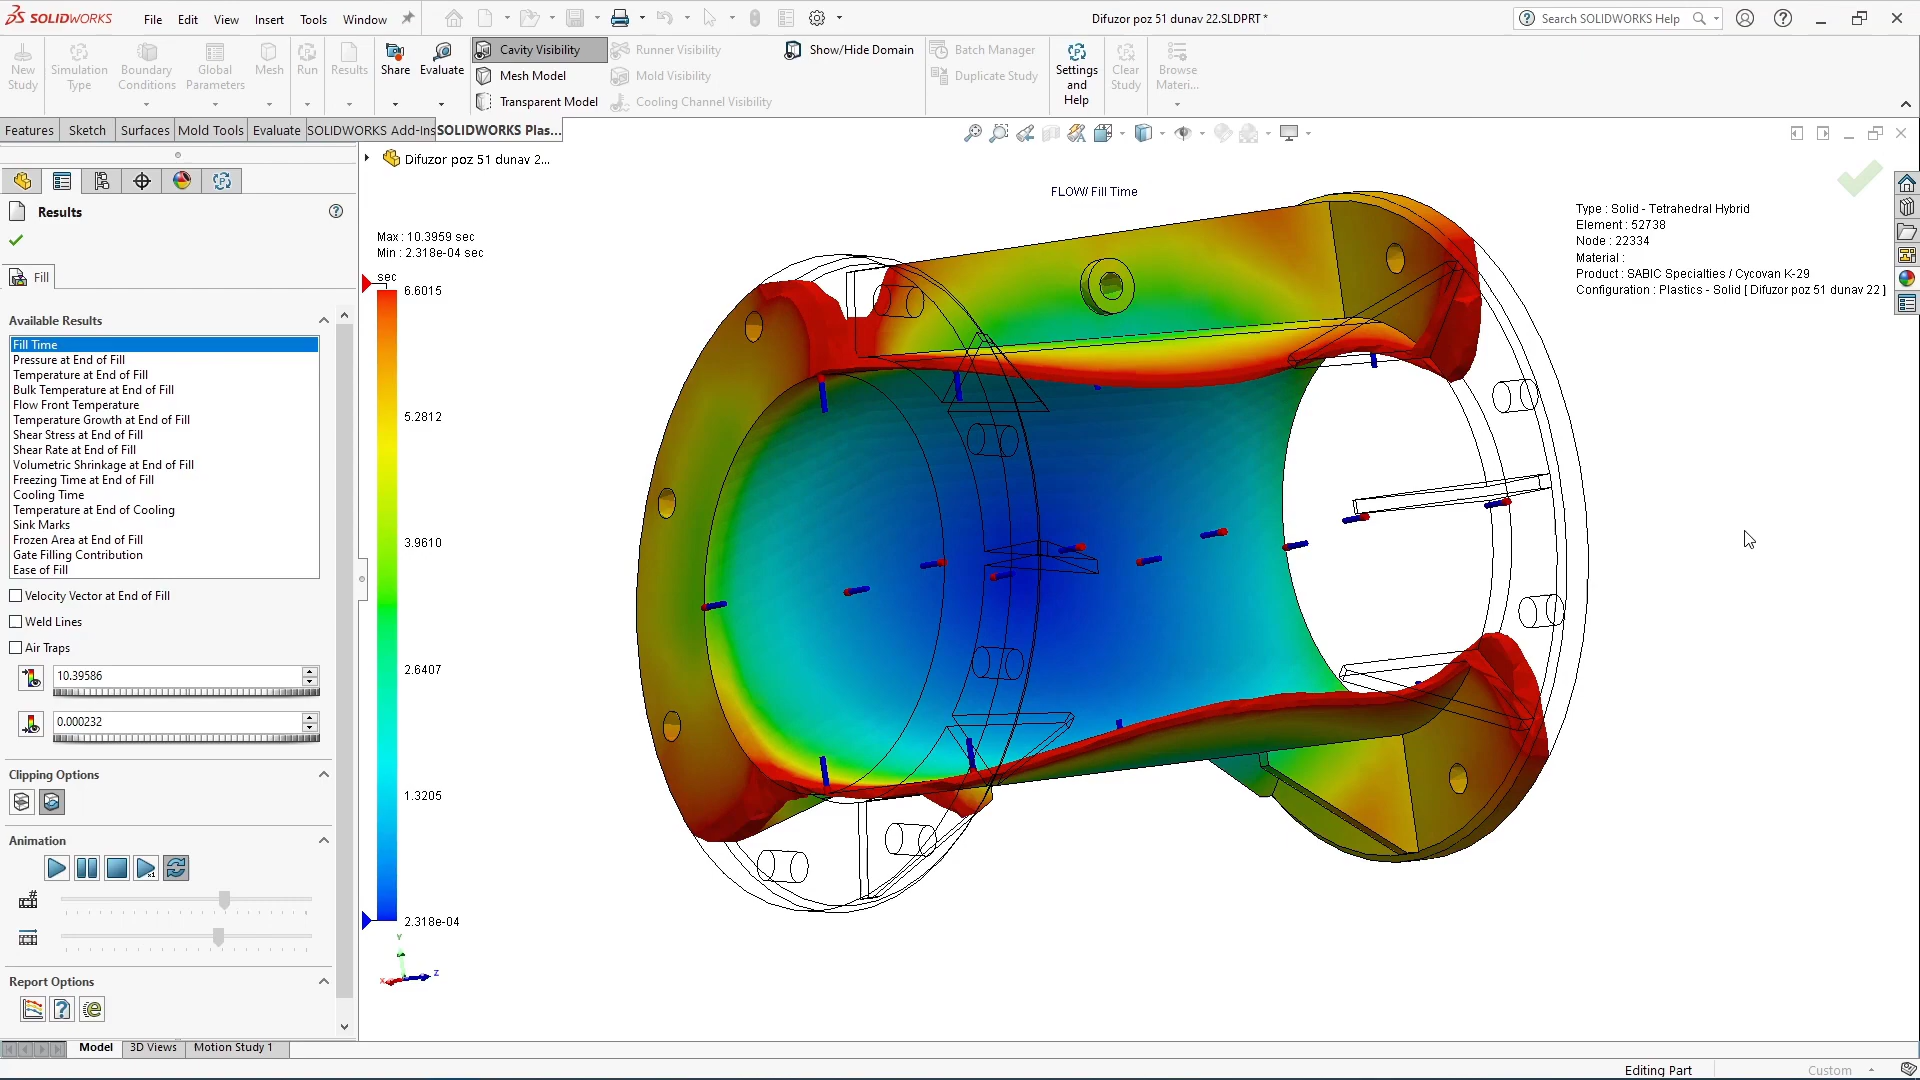 SOLIDWORKS File Edit View Insert Tools Window
Difuzor poz 51 dunav 22.SLDPRT *
Search SOLIDWORKS Help
New Study
Simulation Type
Boundary Conditions
Global Parameters
Mesh
Run
Results
Share
Evaluate
Cavity Visibility
Mesh Model
Transparent Model
Runner Visibility
Mold Visibility
Cooling Channel Visibility
Show/Hide Domain
Batch Manager
Duplicate Study
Settings and Help
Clear Study
Browse Materi...
Features Sketch Surfaces Mold Tools Evaluate SOLIDWORKS Add-Ins SOLIDWORKS Plas...
Difuzor poz 51 dunav 2...
Results
Fill
Available Results
Fill Time
Pressure at End of Fill
Temperature at End of Fill
Bulk Temperature at End of Fill
Flow Front Temperature
Temperature Growth at End of Fill
Shear Stress at End of Fill
Shear Rate at End of Fill
Volumetric Shrinkage at End of Fill
Freezing Time at End of Fill
Cooling Time
Temperature at End of Cooling
Sink Marks
Frozen Area at End of Fill
Gate Filling Contribution
Ease of Fill
Velocity Vector at End of Fill
Weld Lines
Air Traps
10.39586
0.000232
Clipping Options
Animation
Report Options
FLOW/ Fill Time
Max : 10.3959 sec
Min : 2.318e-04 sec
sec
6.6015
5.2812
3.9610
2.6407
1.3205
2.318e-04
Y
X
Z
Type : Solid - Tetrahedral Hybrid
Element : 52738
Node : 22334
Material :
Product : SABIC Specialties / Cycovan K-29
Configuration : Plastics - Solid [ Difuzor poz 51 dunav 22 ]
Model 3D Views Motion Study 1
Editing Part
Custom